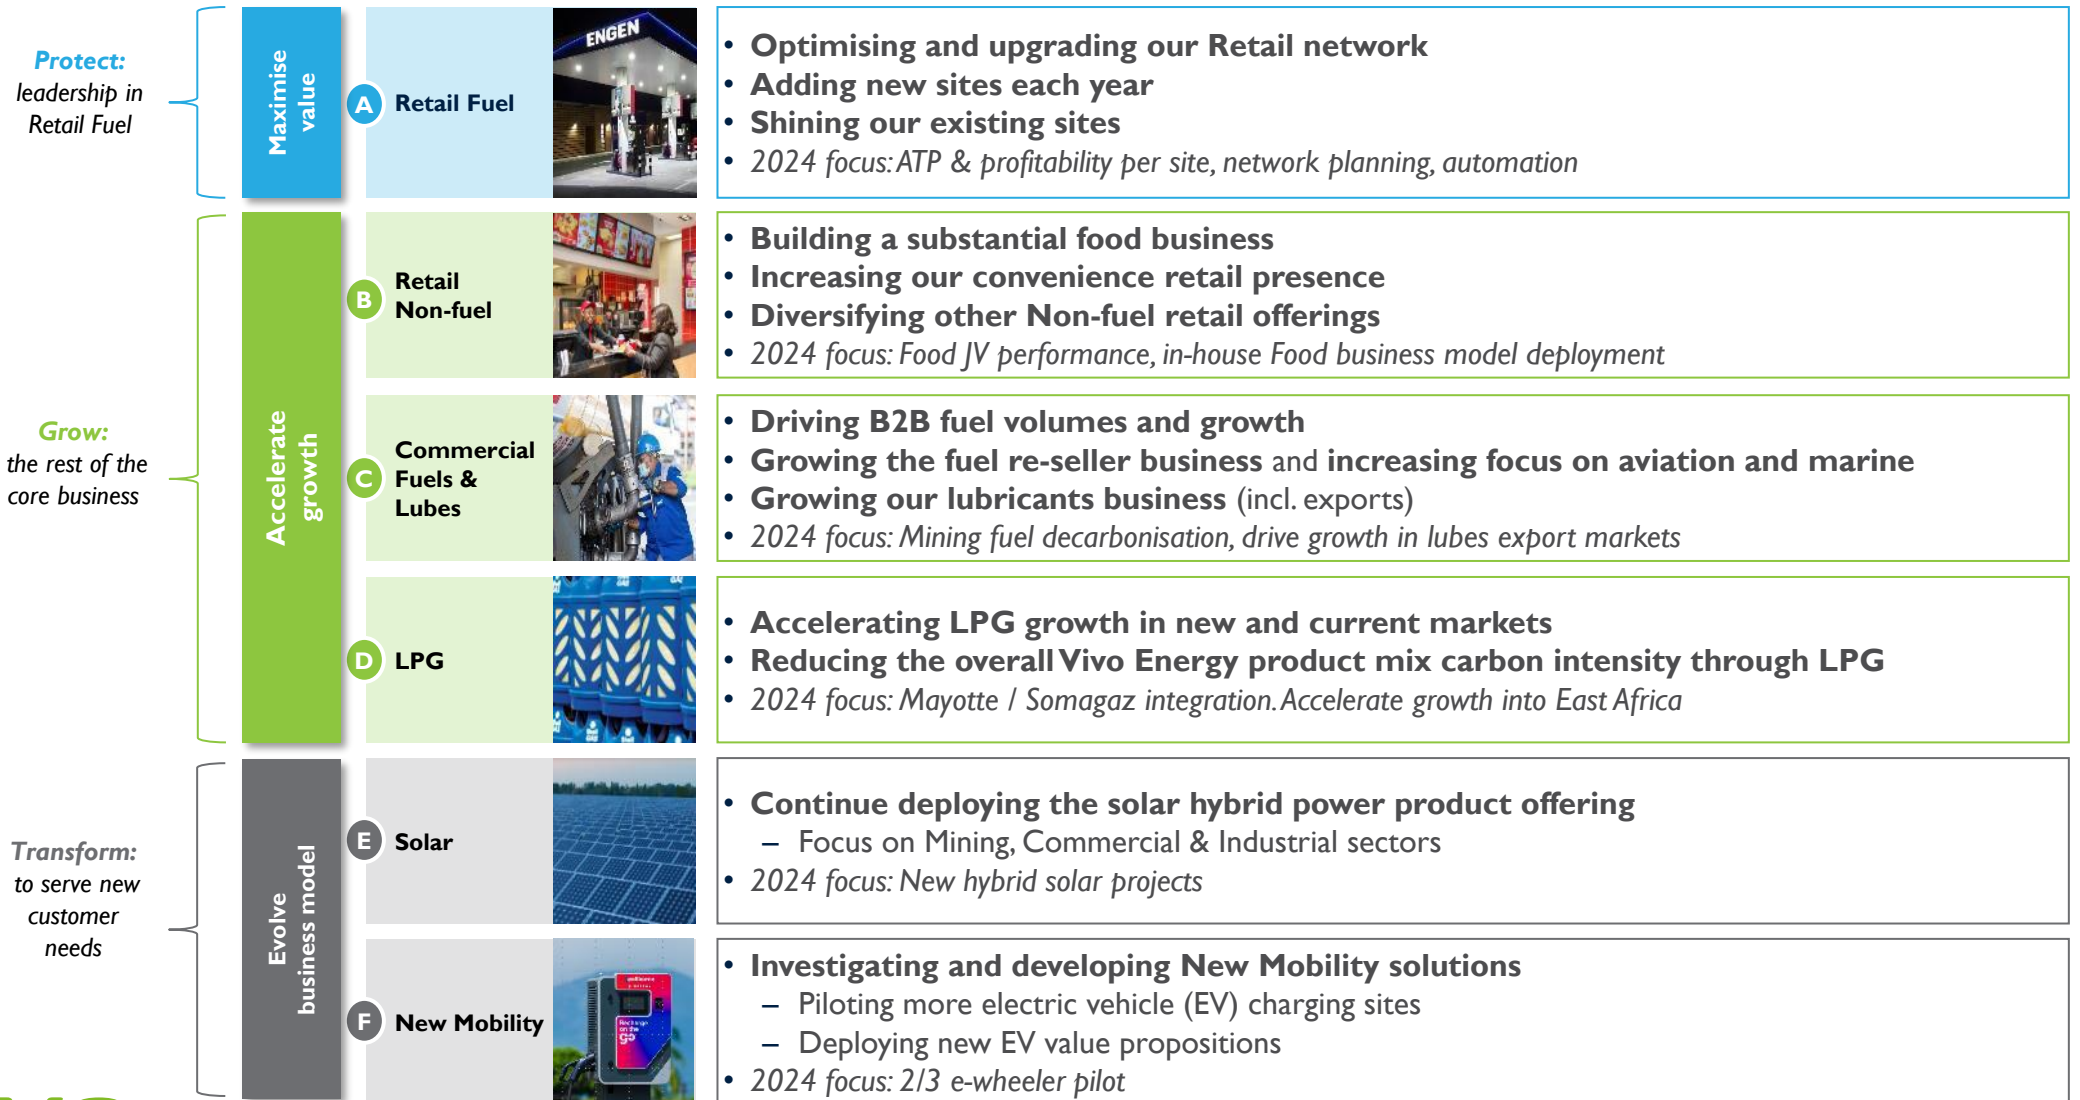 Protect:
leadership in
Retail Fuel
Maximise
value
A
Retail Fuel
ENGEN
• Optimising and upgrading our Retail network
• Adding new sites each year
• Shining our existing sites
• 2024 focus: ATP & profitability per site, network planning, automation
Grow:
the rest of the
core business
Accelerate
growth
B
Retail
Non-fuel
• Building a substantial food business
• Increasing our convenience retail presence
• Diversifying other Non-fuel retail offerings
• 2024 focus: Food JV performance, in-house Food business model deployment
C
Commercial
Fuels &
Lubes
• Driving B2B fuel volumes and growth
• Growing the fuel re-seller business and increasing focus on aviation and marine
• Growing our lubricants business (incl. exports)
• 2024 focus: Mining fuel decarbonisation, drive growth in lubes export markets
D
LPG
• Accelerating LPG growth in new and current markets
• Reducing the overall Vivo Energy product mix carbon intensity through LPG
• 2024 focus: Mayotte / Somagaz integration. Accelerate growth into East Africa
Transform:
to serve new
customer
needs
Evolve
business model
E
Solar
• Continue deploying the solar hybrid power product offering
– Focus on Mining, Commercial & Industrial sectors
• 2024 focus: New hybrid solar projects
F
New Mobility
Recharge
on the
go
• Investigating and developing New Mobility solutions
– Piloting more electric vehicle (EV) charging sites
– Deploying new EV value propositions
• 2024 focus: 2/3 e-wheeler pilot